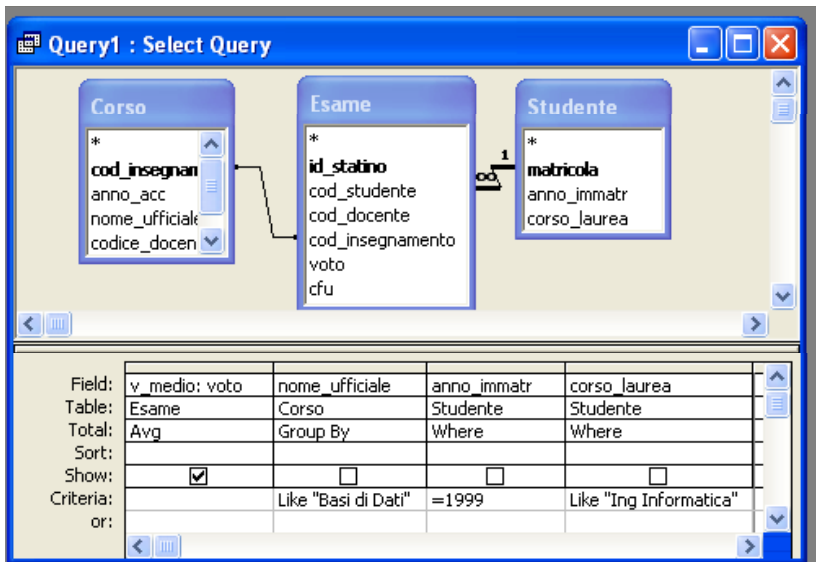 Query1 : Select Query
Corso
*
cod_insegnam
anno_acc
nome_ufficiale
codice_docen
Esame
*
id_statino
cod_studente
cod_docente
cod_insegnamento
voto
cfu
∞ 1
Studente
*
matricola
anno_immatr
corso_laurea
Field: v_medio: voto nome_ufficiale anno_immatr corso_laurea
Table: Esame Corso Studente Studente
Total: Avg Group By Where Where
Sort:
Show:
Criteria: Like "Basi di Dati" =1999 Like "Ing Informatica"
or: